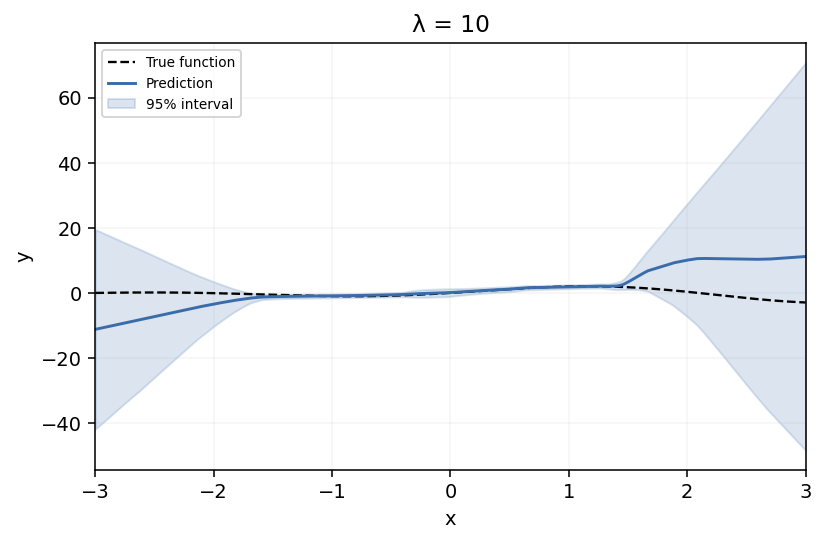 λ = 10
True function
Prediction
95% interval
60
40
20
0
−20
−40
y
−3 −2 −1 0 1 2 3
x